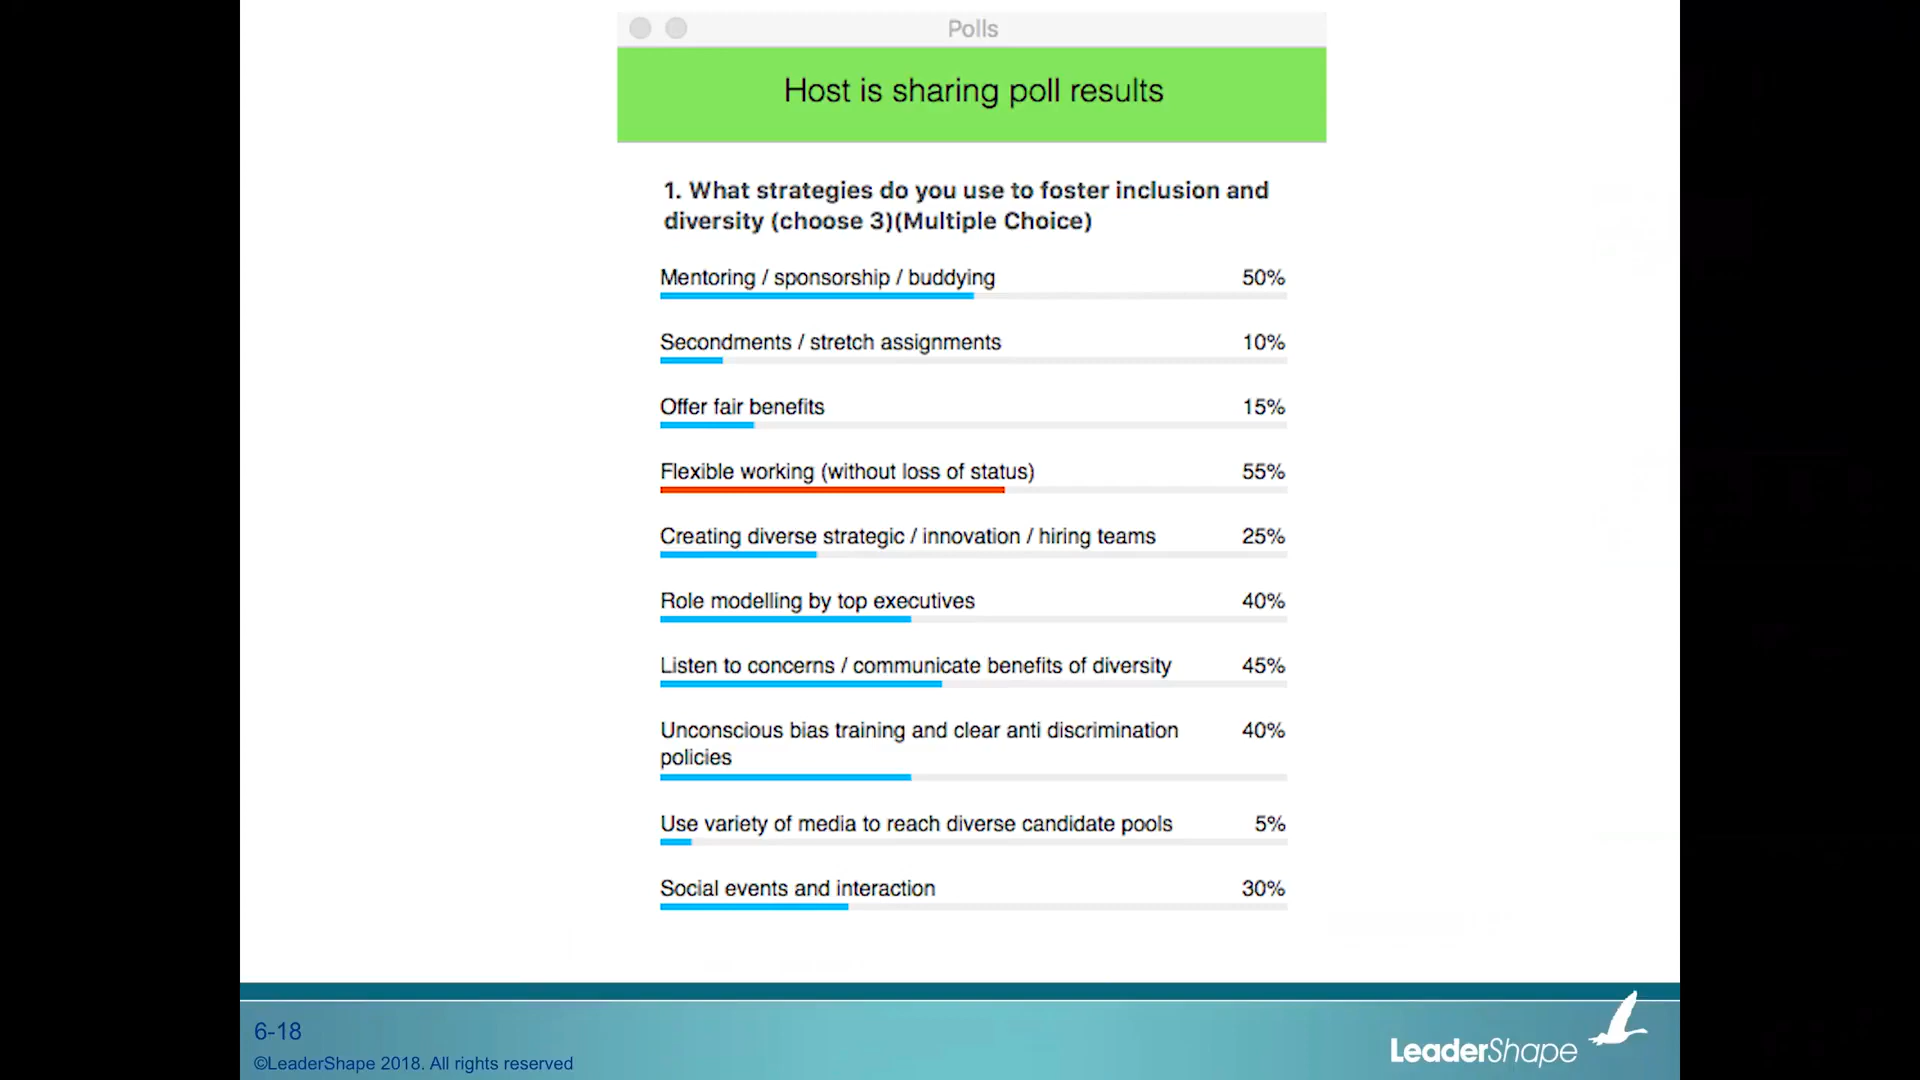 Polls
Host is sharing poll results
1. What strategies do you use to foster inclusion and
diversity (choose 3)(Multiple Choice)
Mentoring / sponsorship / buddying 50%
Secondments / stretch assignments 10%
Offer fair benefits 15%
Flexible working (without loss of status) 55%
Creating diverse strategic / innovation / hiring teams 25%
Role modelling by top executives 40%
Listen to concerns / communicate benefits of diversity 45%
Unconscious bias training and clear anti discrimination 40%
policies
Use variety of media to reach diverse candidate pools 5%
Social events and interaction 30%
6-18
©LeaderShape 2018. All rights reserved
LeaderShape